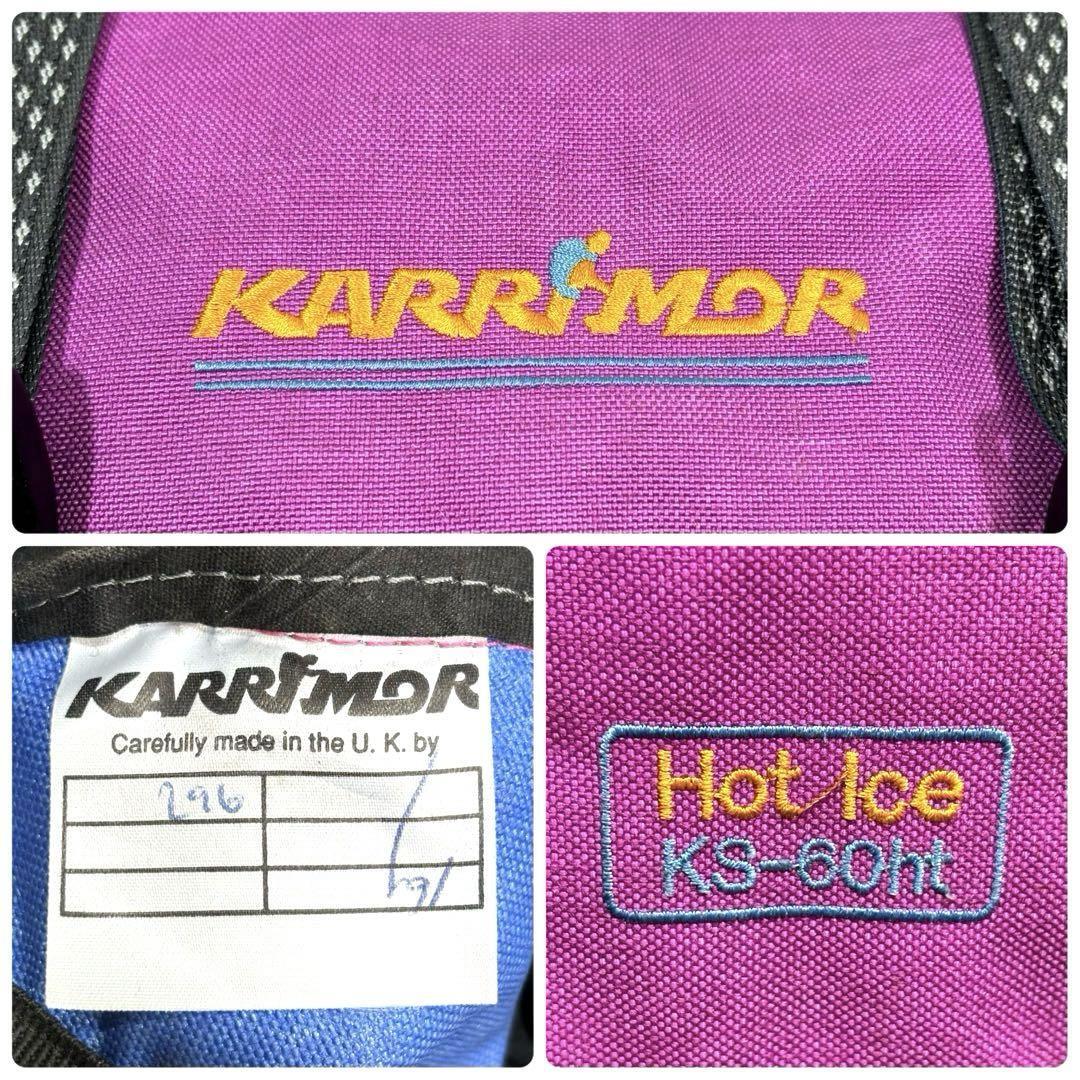 KARRIMOR
KARRIMOR
Carefully made in the U. K. by
296
Hot Ice
KS-60ht